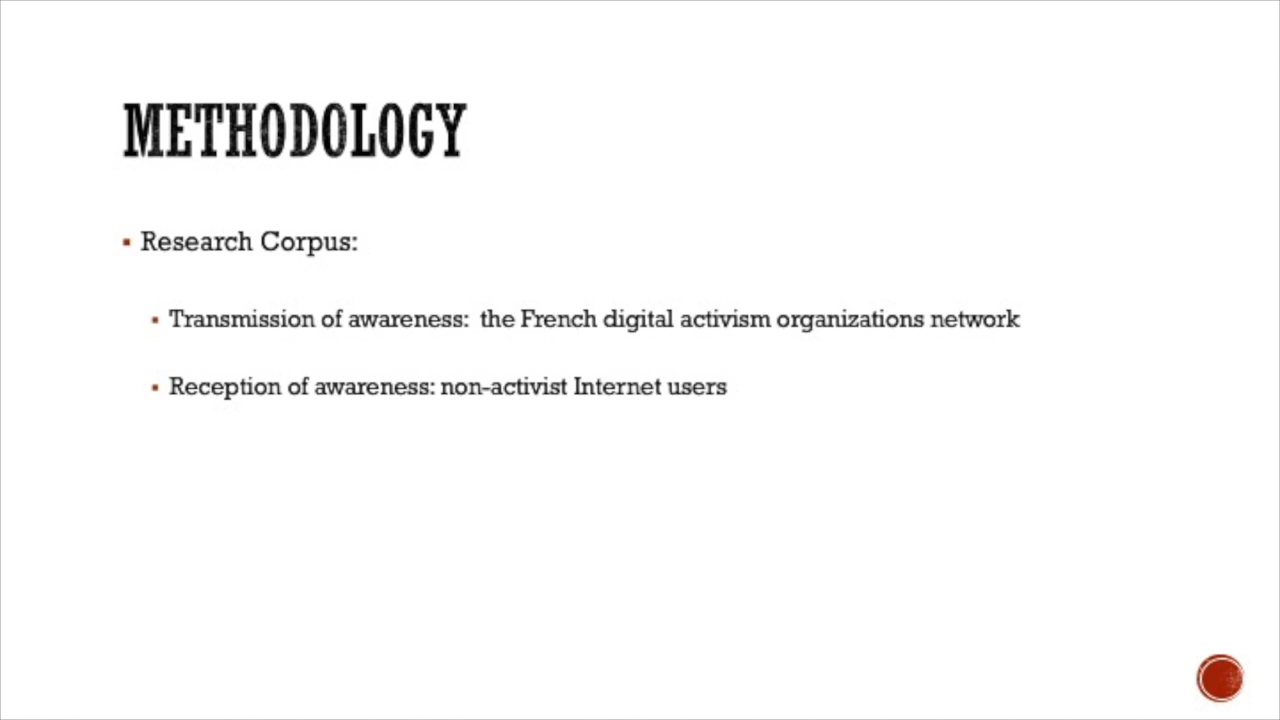 METHODOLOGY
Research Corpus:
Transmission of awareness: the French digital activism organizations network
Reception of awareness: non-activist Internet users